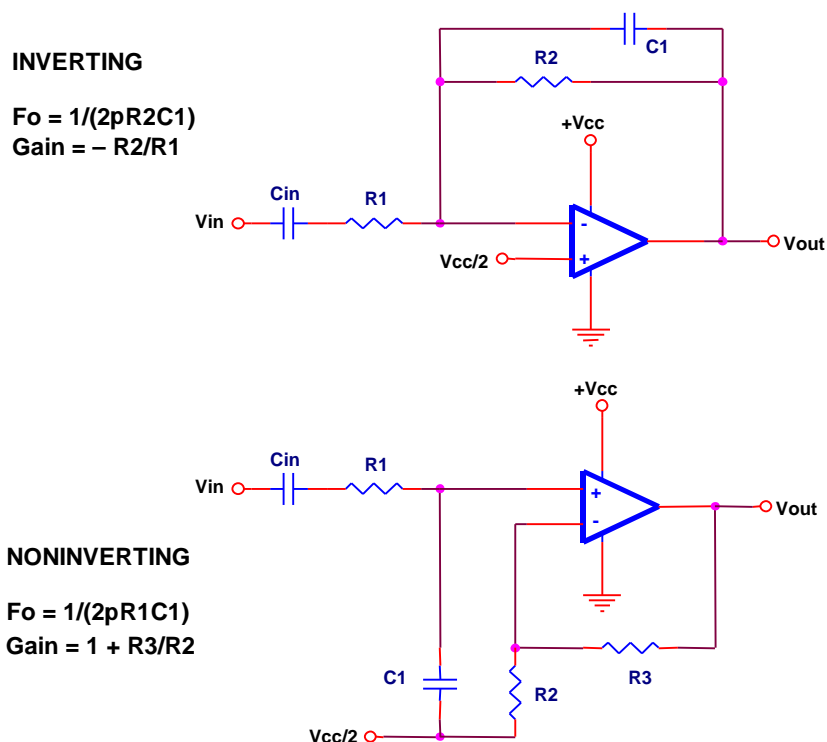 INVERTING
Fo = 1/(2pR2C1)
Gain = – R2/R1
C1
R2
+Vcc
Cin
R1
Vin
-
Vcc/2
+
Vout
+Vcc
Cin
R1
Vin
+
-
Vout
NONINVERTING
Fo = 1/(2pR1C1)
Gain = 1 + R3/R2
C1
R2
R3
Vcc/2